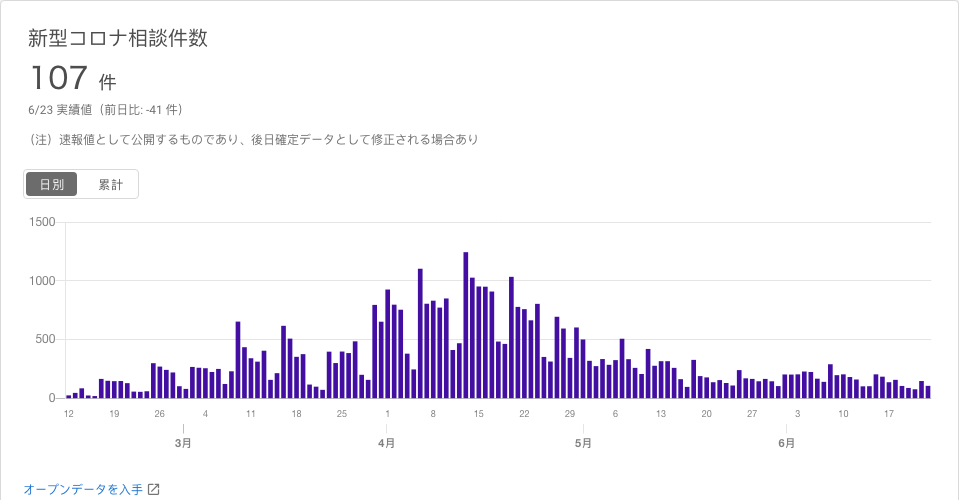 新型コロナ相談件数
107 件
6/23 実績値（前日比: -41 件）
（注）速報値として公開するものであり、後日確定データとして修正される場合あり
日別 累計
1500
1000
500
0
12 19 26 4 11 18 25 1 8 15 22 29 6 13 20 27 3 10 17
3月 4月 5月 6月
オープンデータを入手